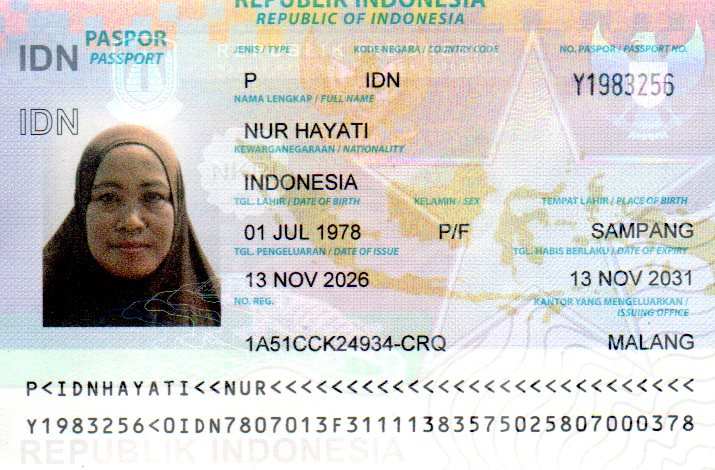 REPUBLIK INDONESIA
REPUBLIC OF INDONESIA
IDN PASPOR PASSPORT
JENIS / TYPE KODE NEGARA / COUNTRY CODE NO. PASPOR / PASSPORT NO.
P IDN Y1983256
NAMA LENGKAP / FULL NAME
IDN
NUR HAYATI
KEWARGANEGARAAN / NATIONALITY
INDONESIA
TGL. LAHIR / DATE OF BIRTH KELAMIN / SEX TEMPAT LAHIR / PLACE OF BIRTH
01 JUL 1978 P/F SAMPANG
TGL. PENGELUARAN / DATE OF ISSUE TGL. HABIS BERLAKU / DATE OF EXPIRY
13 NOV 2026 13 NOV 2031
NO. REG. KANTOR YANG MENGELUARKAN / ISSUING OFFICE
1A51CCK24934-CRQ MALANG
P<IDNHAYATI<<NUR<<<<<<<<<<<<<<<<<<<<<<<<<<<<
Y1983256<0IDN7807013F3111138357502580700037​8
REPUBLIK INDONESIA